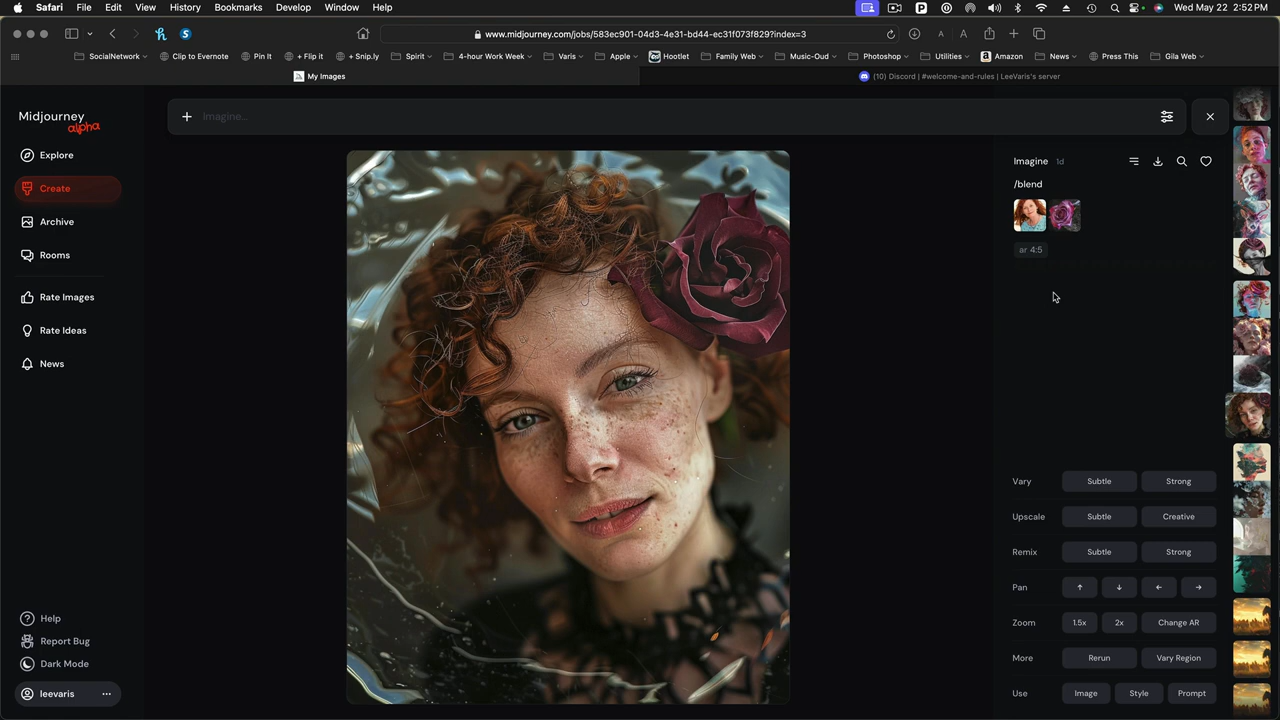 Safari File Edit View History Bookmarks Develop Window Help Wed May 22 2:52 PM
www.midjourney.com/jobs/583ec901-04d3-4e31-bd44-ec31f073f829?index=3
SocialNetwork Clip to Evernote Pin It + Flip it + Snip.ly Spirit 4-hour Work Week Varis Apple Hootlet Family Web Music-Oud Photoshop Utilities Amazon News Press This Gila Web
My Images (10) Discord | #welcome-and-rules | LeeVaris's server
Midjourney
alpha
Imagine...
Explore
Create
Archive
Rooms
Rate Images
Rate Ideas
News
Help
Report Bug
Dark Mode
leevaris
Imagine 1d
/blend
ar 4:5
Vary Subtle Strong
Upscale Subtle Creative
Remix Subtle Strong
Pan
Zoom 1.5x 2x Change AR
More Rerun Vary Region
Use Image Style Prompt